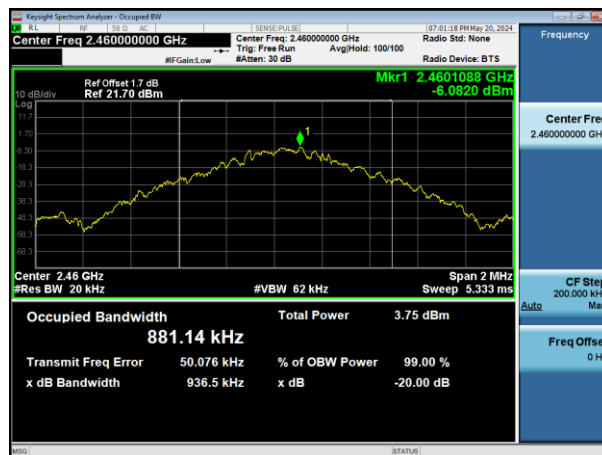 Keysight Spectrum Analyzer - Occupied BW
RL RF 50 Ω AC SENSE:PULSE 07:01:18 PM May 20, 2024
Center Freq 2.460000000 GHz
Center Freq: 2.460000000 GHz
Radio Std: None
Trig: Free Run
Avg|Hold: 100/100
#IFGain:Low
#Atten: 30 dB
Radio Device: BTS
Frequency
Mkr1 2.4601088 GHz
-6.0820 dBm
Ref Offset 1.7 dB
10 dB/div
Ref 21.70 dBm
Log
11.7
1.70
-8.30
-18.3
-28.3
-38.3
-48.3
-58.3
-68.3
1
Center 2.46 GHz
Span 2 MHz
#Res BW 20 kHz
#VBW 62 kHz
Sweep 5.333 ms
Occupied Bandwidth
881.14 kHz
Total Power 3.75 dBm
Transmit Freq Error 50.076 kHz
% of OBW Power 99.00 %
x dB Bandwidth 936.5 kHz
x dB -20.00 dB
Center Fre
2.460000000 GH
CF Step
200.000 kH
Auto Ma
Freq Offse
0 H
MSG
STATUS